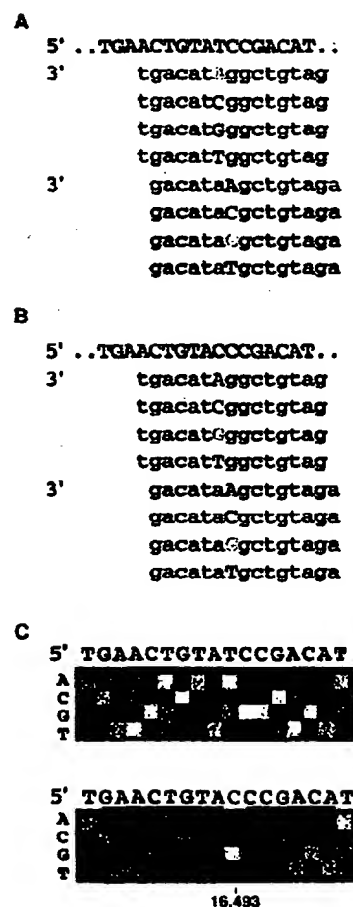 A
5' ..TGAACTGTATCCGACAT..
3' tgacatAggctgtag
tgacatCggctgtag
tgacatGggctgtag
tgacatTggctgtag
3' gacataAgctgtaga
gacataCgctgtaga
gacataGgctgtaga
gacataTgctgtaga
B
5' ..TGAACTGTACCCGACAT..
3' tgacatAggctgtag
tgacatCggctgtag
tgacatGggctgtag
tgacatTggctgtag
3' gacataAgctgtaga
gacataCgctgtaga
gacataGgctgtaga
gacataTgctgtaga
C
5' TGAACTGTATCCGACAT
A
C
G
T
5' TGAACTGTACCCGACAT
A
C
G
T
16,493